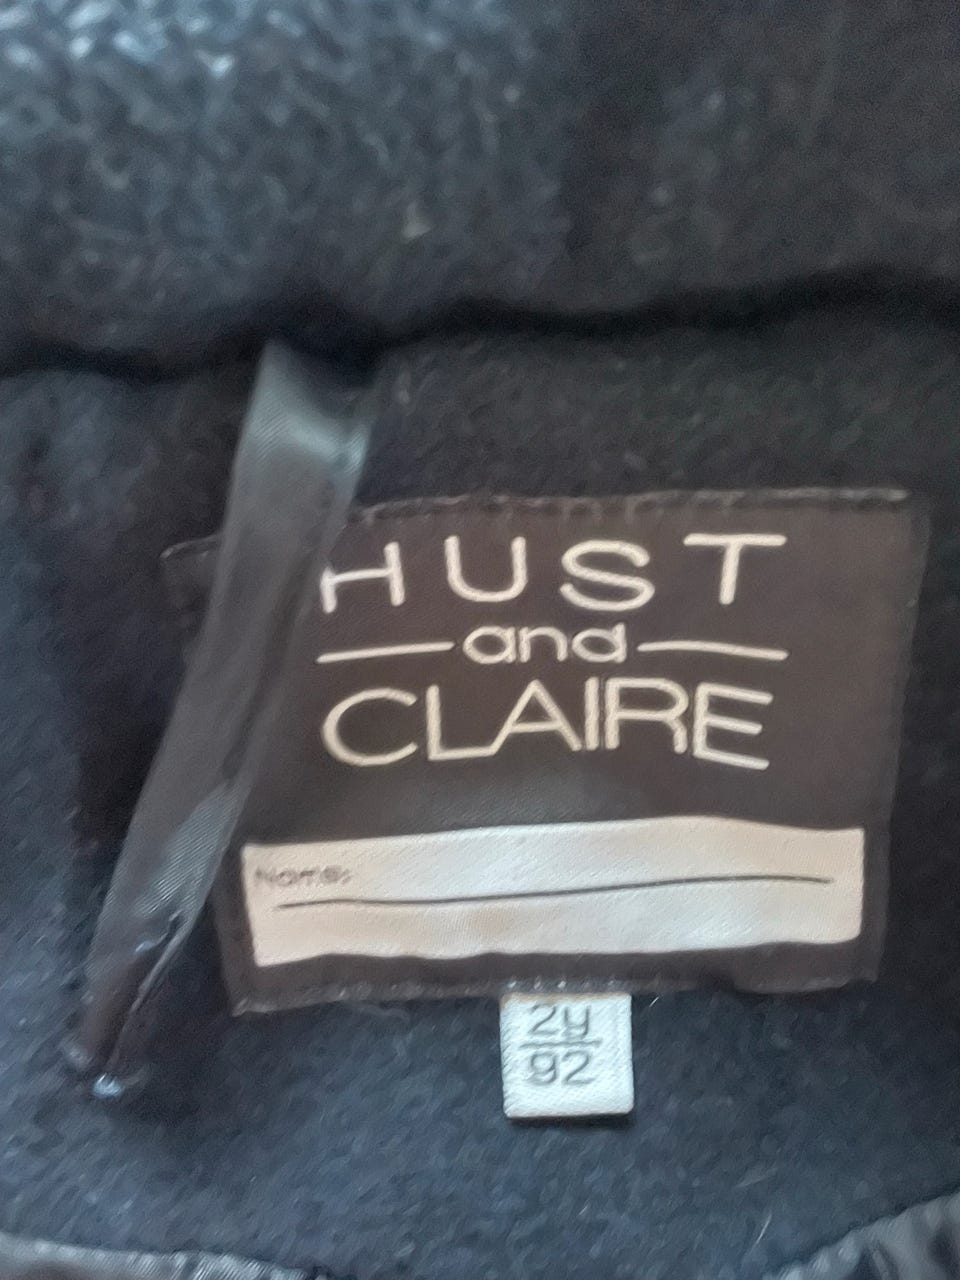 HUST
and
CLAIRE
Name:
2y
92